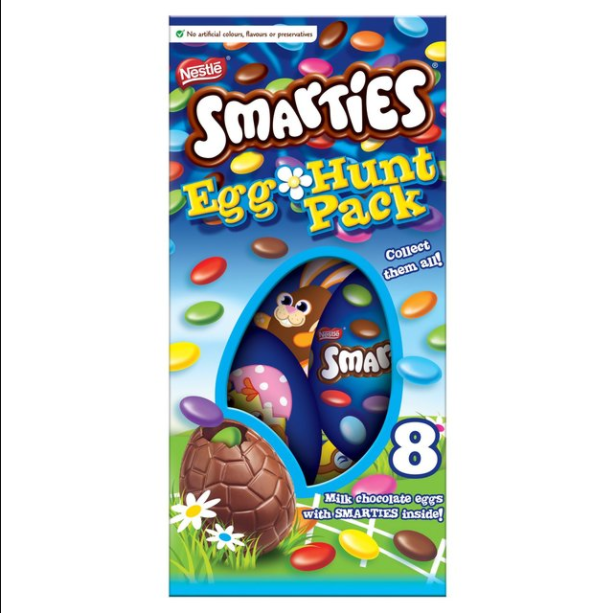 No artificial colours, flavours or preservatives
Nestlé
SMARTIES
Egg Hunt
Pack
Collect
them all!
Nestlé
SMAR
8
Milk chocolate eggs
with SMARTIES inside!